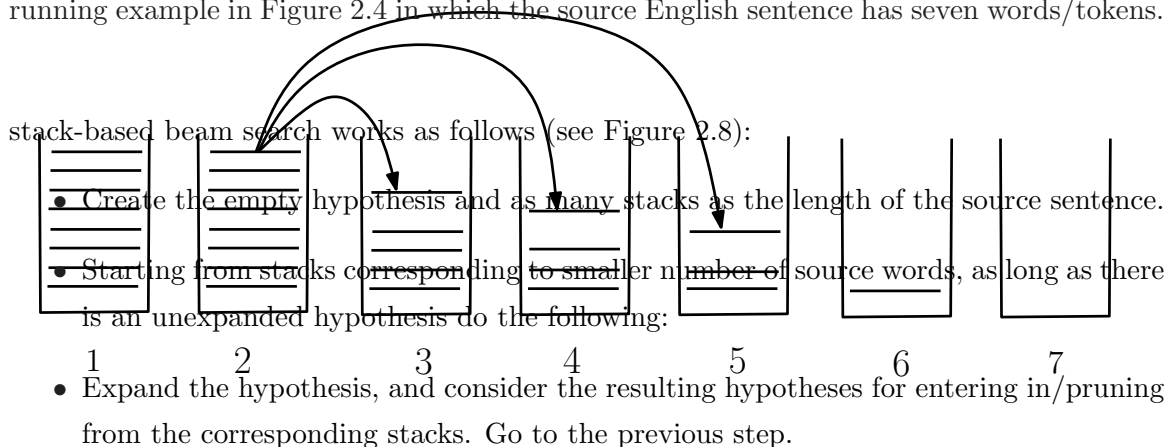 running example in Figure 2.4 in which the source English sentence has seven words/tokens.
stack-based beam search works as follows (see Figure 2.8):
• Create the empty hypothesis and as many stacks as the length of the source sentence.
• Starting from stacks corresponding to smaller number of source words, as long as there
is an unexpanded hypothesis do the following:
1 2 3 4 5 6 7
• Expand the hypothesis, and consider the resulting hypotheses for entering in/pruning
from the corresponding stacks. Go to the previous step.